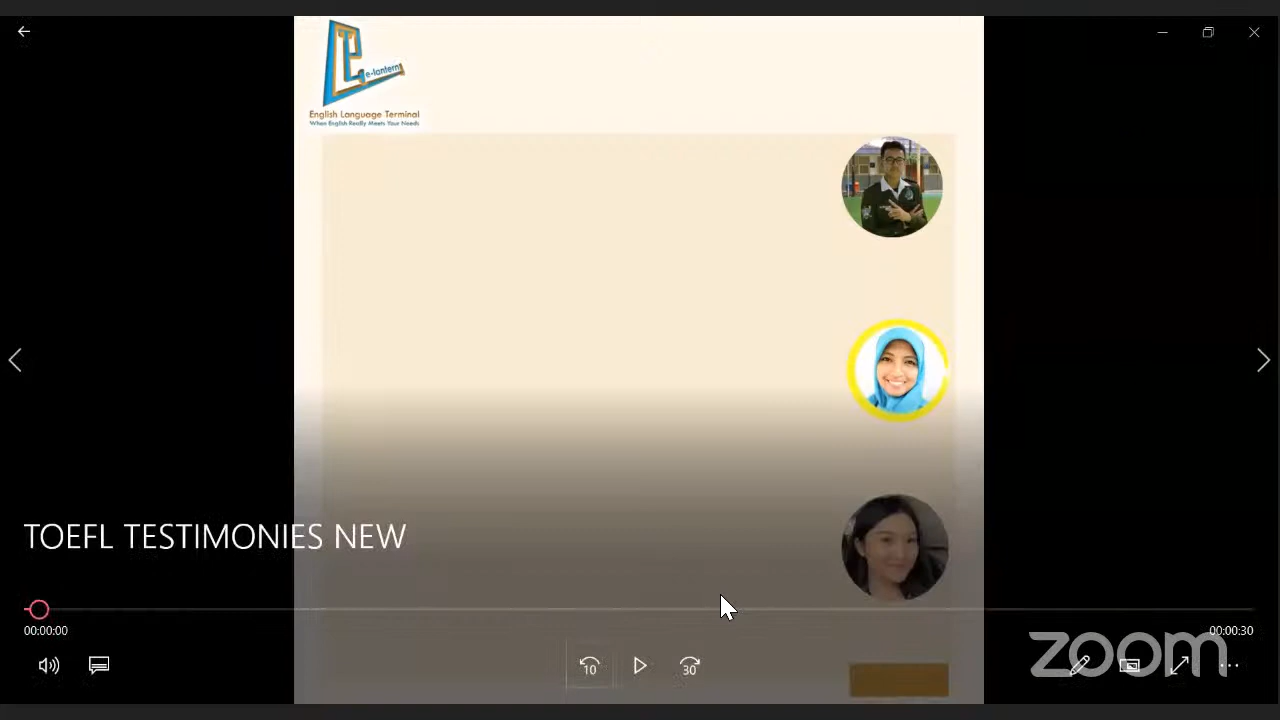 e-lantern
English Language Terminal
When English Really Meets Your Needs
TOEFL TESTIMONIES NEW
00:00:00
00:00:30
10
30
zoom